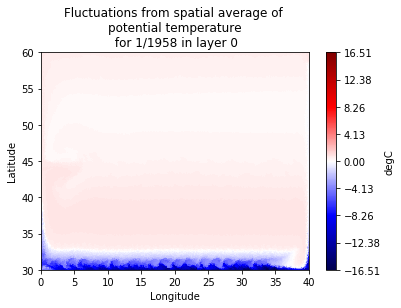 Fluctuations from spatial average of
potential temperature
for 1/1958 in layer 0
60
55
50
45
40
35
30
Latitude
0 5 10 15 20 25 30 35 40
Longitude
16.51
12.38
8.26
4.13
0.00
−4.13
−8.26
−12.38
−16.51
degC